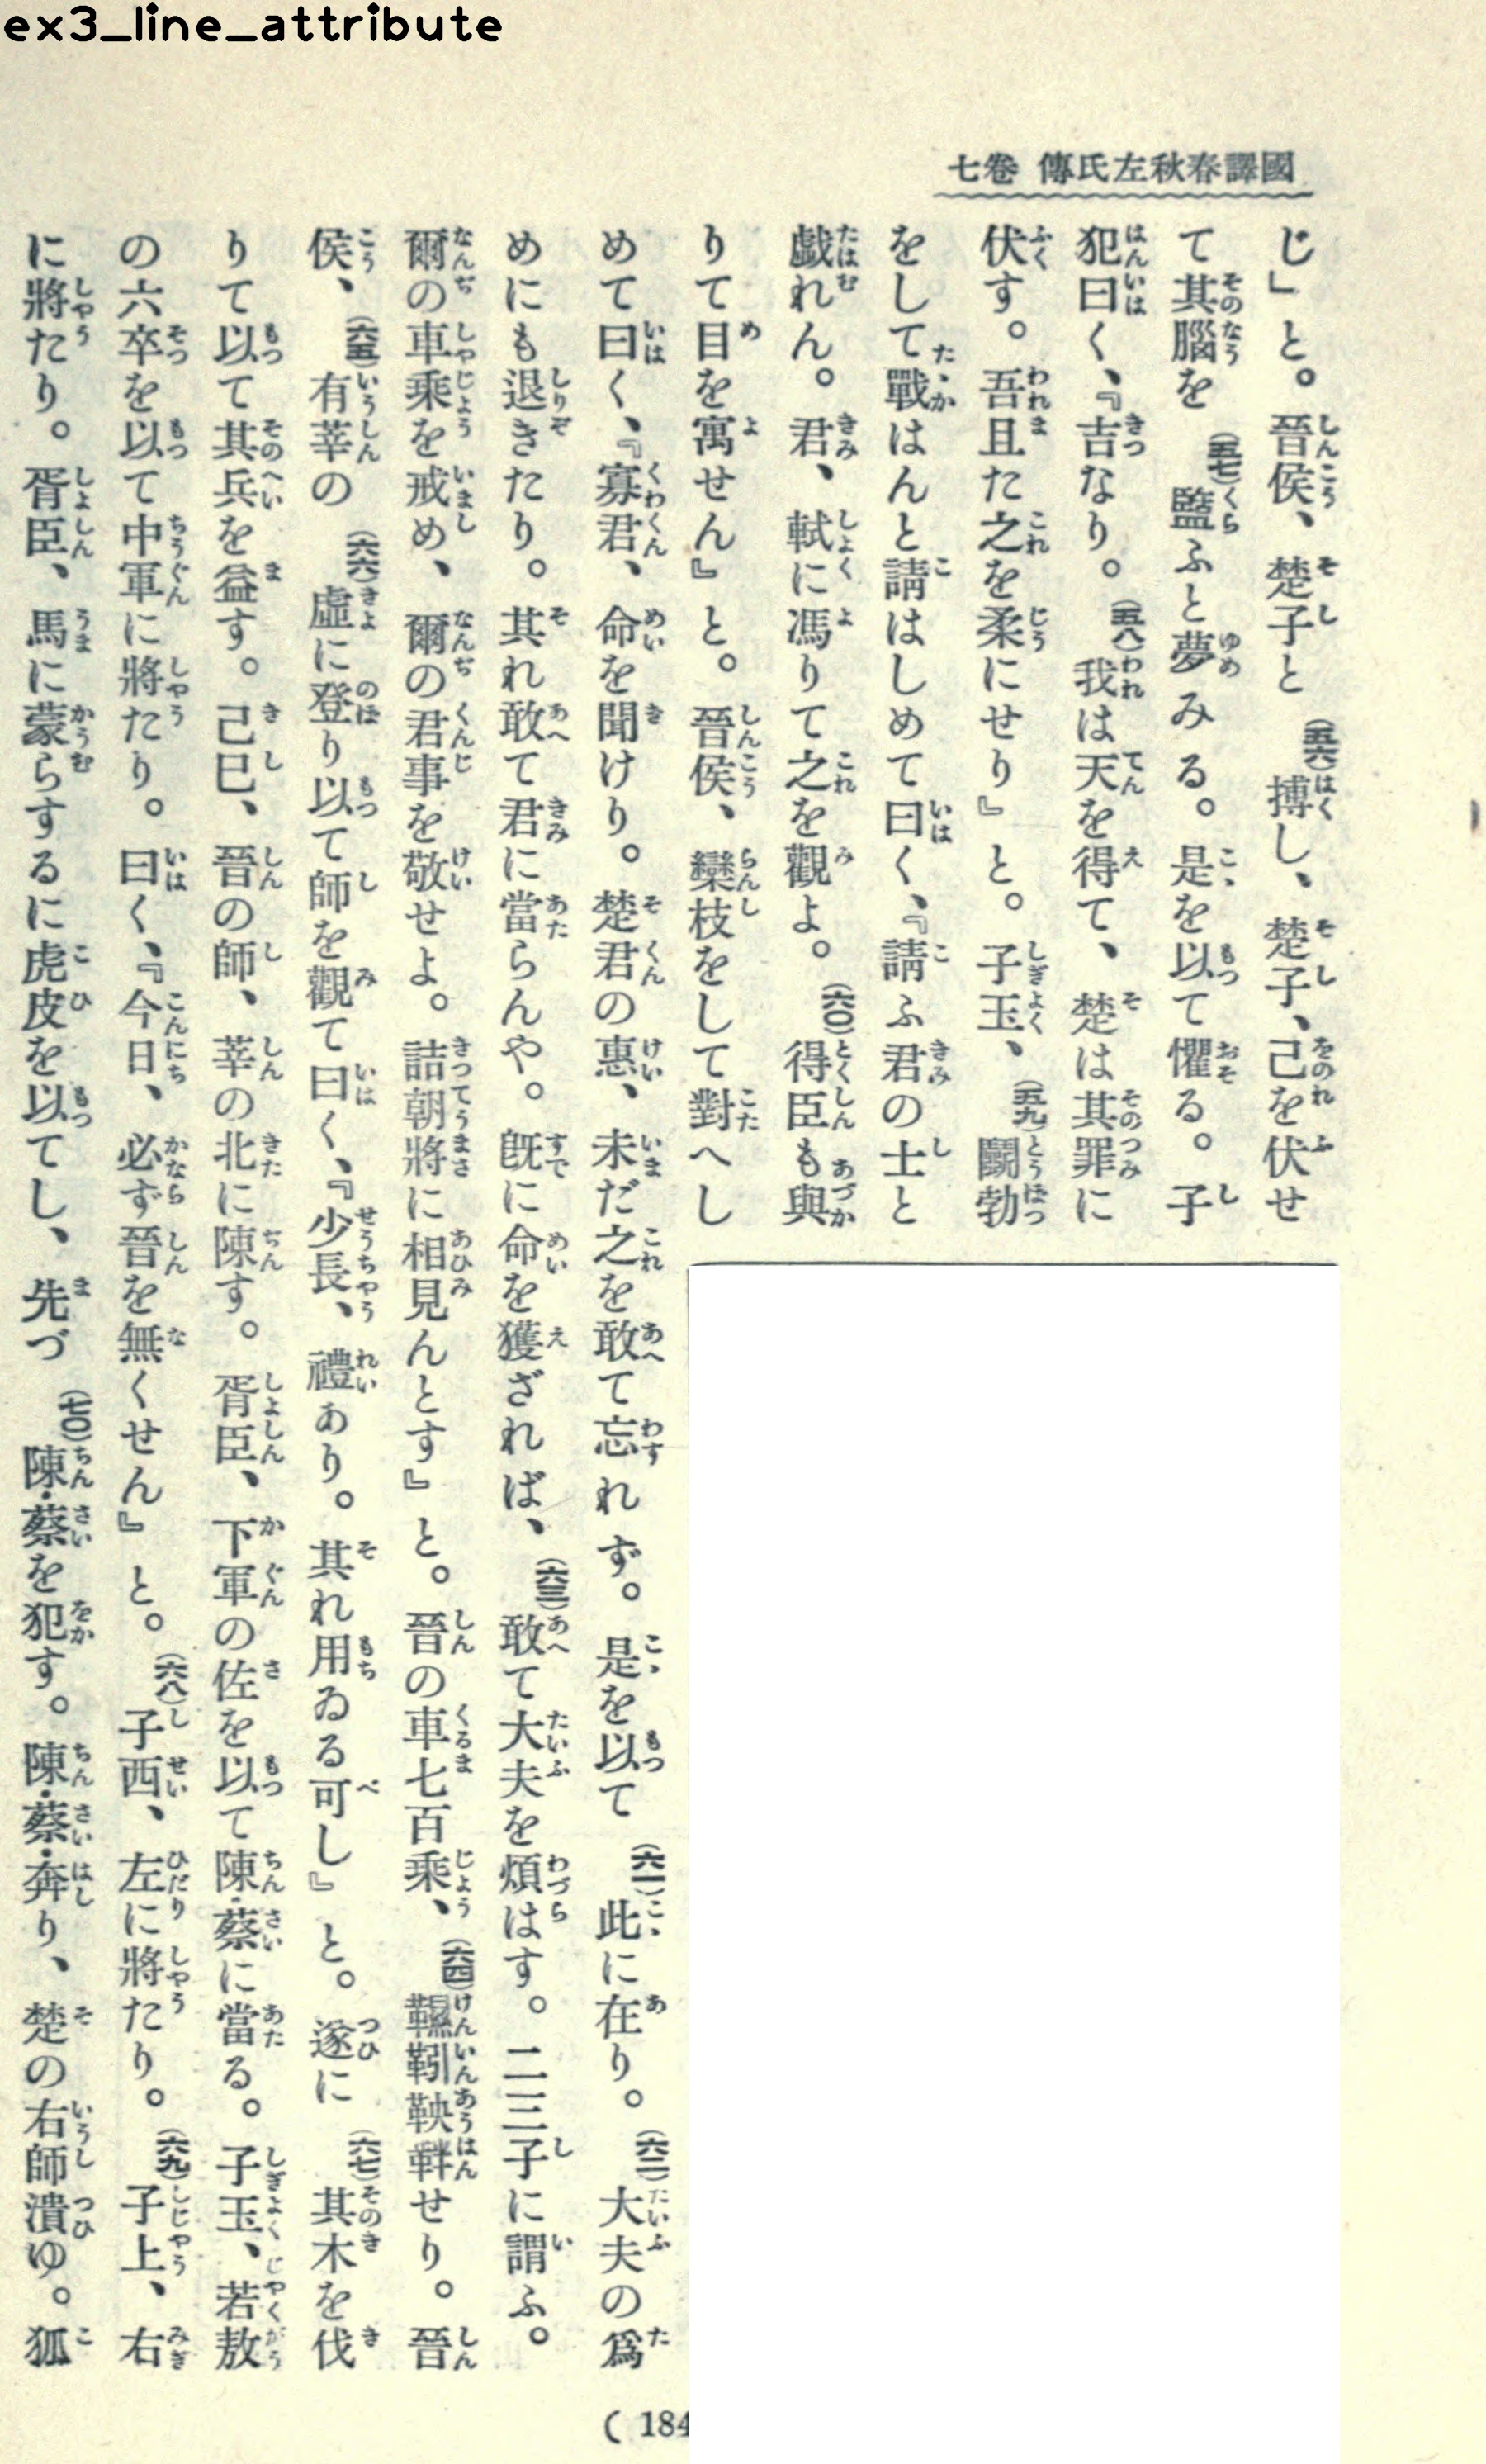 ex3_line_attribute
國譯春秋左氏傳 卷七
じ」と。晉侯、楚子と(五六)搏し、楚子、己を伏せ
て其腦を(五七)盬ふと夢みる。是を以て懼る。子
犯曰く、『吉なり。(五八)我は天を得て、楚は其罪に
伏す。吾且た之を柔にせり』と。子玉、(五九)鬭勃
をして戰はんと請はしめて曰く、『請ふ君の士と
戲れん。君、軾に馮りて之を觀よ。(六〇)得臣も與
りて目を寓せん』と。晉侯、欒枝をして對へし
めて曰く、『寡君、命を聞けり。楚君の惠、未だ之を敢て忘れず。是を以て(六一)此に在り。(六二)大夫の爲
めにも退きたり。其れ敢て君に當らんや。旣に命を獲ざれば、(六三)敢て大夫を煩はす。二三子に謂ふ。
爾の車乘を戒め、爾の君事を敬せよ。詰朝將に相見んとす』と。晉の車七百乘、(六四)韅靷鞅靽せり。晉
侯、(六五)有莘の(六六)虛に登り以て師を觀て曰く、『少長、禮あり。其れ用ゐる可し』と。遂に(六七)其木を伐
りて以て其兵を益す。己巳、晉の師、莘の北に陳す。胥臣、下軍の佐を以て陳・蔡に當る。子玉、若敖
の六卒を以て中軍に將たり。曰く、『今日、必ず晉を無くせん』と。(六八)子西、左に將たり。(六九)子上、右
に將たり。胥臣、馬に蒙らするに虎皮を以てし、先づ(七〇)陳・蔡を犯す。陳・蔡・奔り、楚の右師潰ゆ。狐
( 184